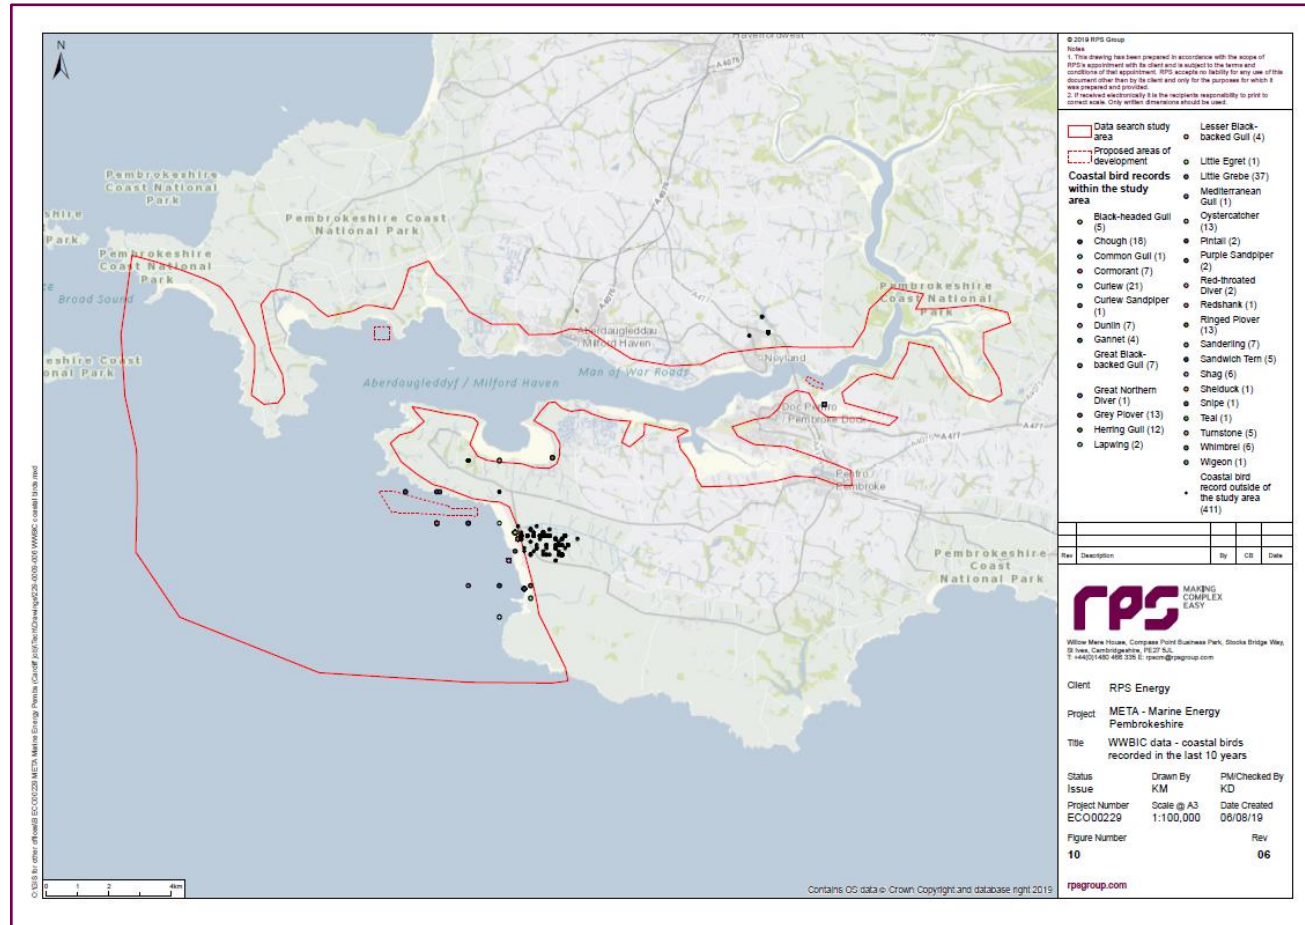 N
Haverfordwest
A4076
Pembrokeshire
Coast National
Park
Pembrokeshire Coast
National Park
Pembrokeshire
Coast National
Park
Broad Sound
A4076
A477
Aberdaugleddau
Milford Haven
Neyland
Pembrokeshire
Coast National
Park
A4075
Aberdaugleddyf / Milford Haven
Man of War Roads
Doc Penfro
Pembroke Dock
A477
Penfro /
Pembroke
Pembrokeshire
Coast
National Park
0 1 2 4km
Contains OS data © Crown Copyright and database right 2019
© 2019 RPS Group
Notes
1. This drawing has been prepared in accordance with the scope of
RPS's appointment with its client and is subject to the terms and
conditions of that appointment. RPS accepts no liability for any use of this
document other than by its client and only for the purposes for which it
was prepared and provided.
2. If received electronically it is the recipients responsibility to print to
correct scale. Only written dimensions should be used.
Data search study
area
Proposed areas of
development
Coastal bird records
within the study
area
Black-headed Gull
(5)
Chough (18)
Common Gull (1)
Cormorant (7)
Curlew (21)
Curlew Sandpiper
(1)
Dunlin (7)
Gannet (4)
Great Black-
backed Gull (7)
Great Northern
Diver (1)
Grey Plover (13)
Herring Gull (12)
Lapwing (2)
Lesser Black-
backed Gull (4)
Little Egret (1)
Little Grebe (37)
Mediterranean
Gull (1)
Oystercatcher
(13)
Pintail (2)
Purple Sandpiper
(2)
Red-throated
Diver (2)
Redshank (1)
Ringed Plover
(13)
Sanderling (7)
Sandwich Tern (5)
Shag (6)
Shelduck (1)
Snipe (1)
Teal (1)
Turnstone (5)
Whimbrel (6)
Wigeon (1)
Coastal bird
record outside of
the study area
(411)
Rev Description By CB Date
rps MAKING
COMPLEX
EASY
Willow Mere House, Compass Point Business Park, Stocks Bridge Way,
St Ives, Cambridgeshire, PE27 5JL
T: +44(0)1480 466 335 E: rpscm@rpsgroup.com
Client RPS Energy
Project META - Marine Energy
Pembrokeshire
Title WWBIC data - coastal birds
recorded in the last 10 years
Status Drawn By PM/Checked By
Issue KM KD
Project Number Scale @ A3 Date Created
ECO00229 1:100,000 06/08/19
Figure Number Rev
10 06
rpsgroup.com